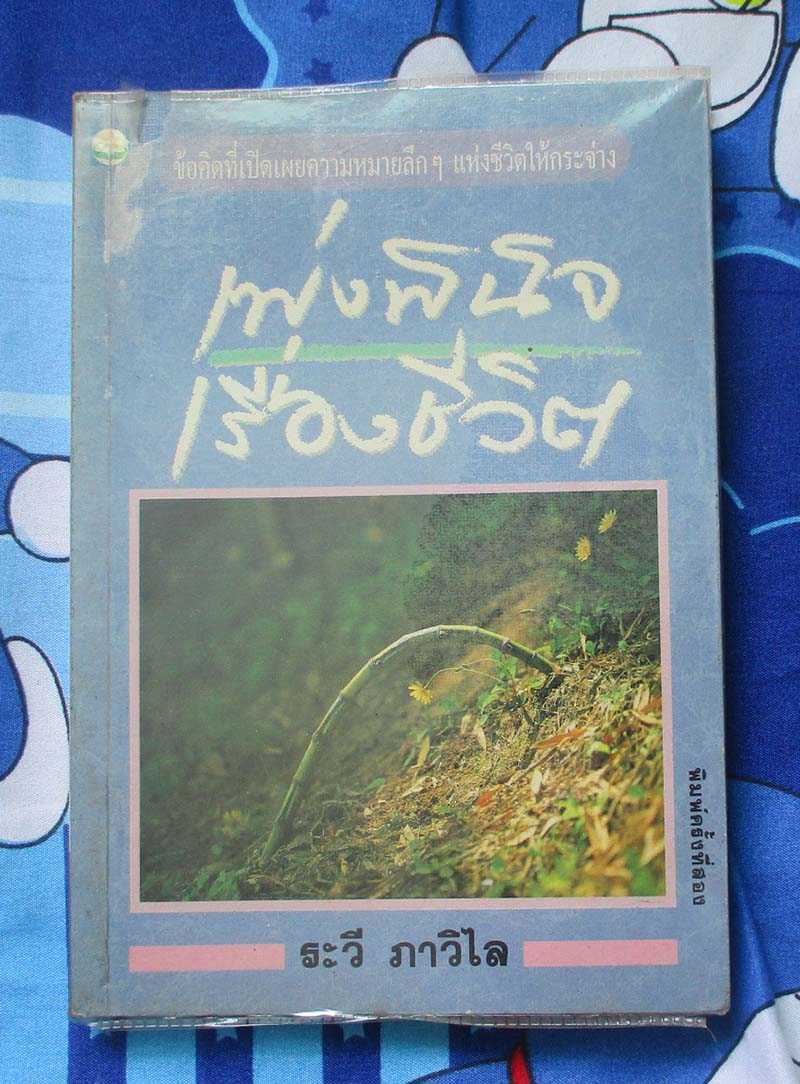 ข้อคิดที่เปิดเผยความหมายลึก ๆ แห่งชีวิตให้กระจ่าง
เพ่งพินิจ
เรื่องชีวิต
พิมพ์ครั้งที่สอง
ระวี ภาวิไล